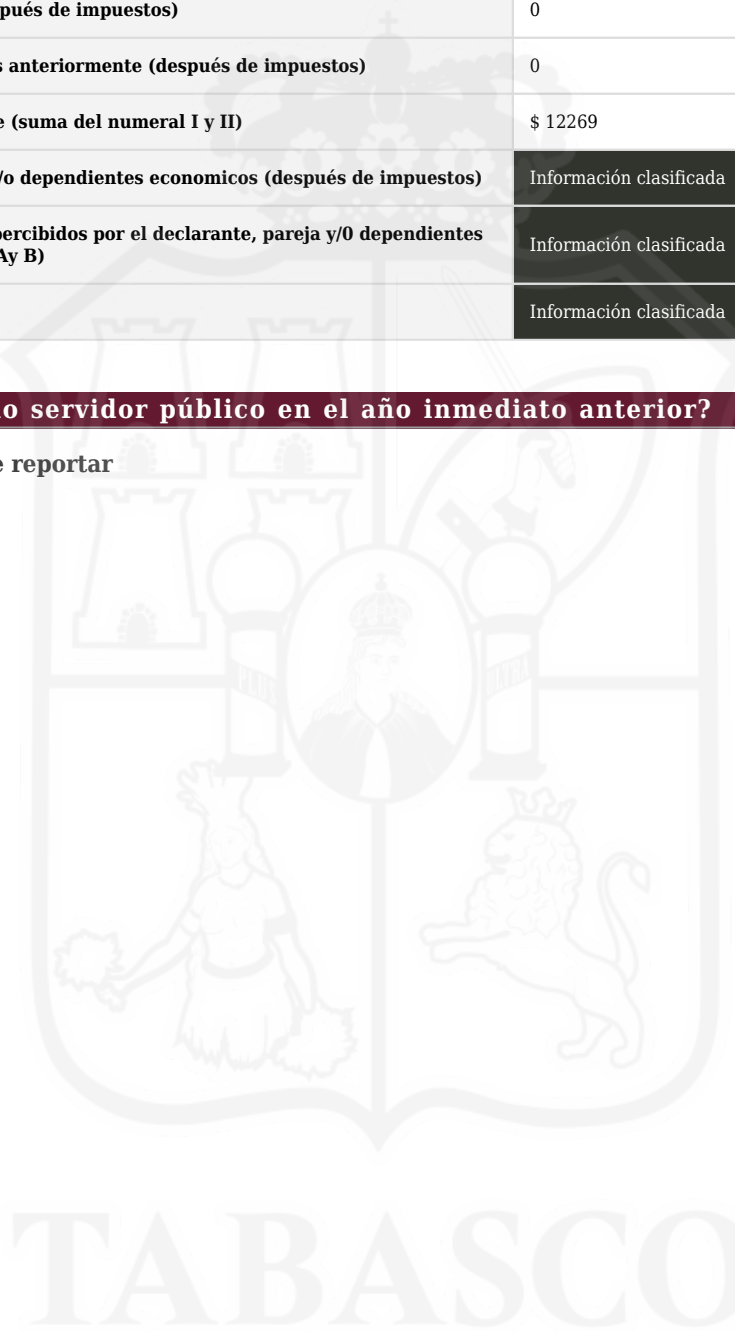 pués de impuestos) 0
s anteriormente (después de impuestos) 0
e (suma del numeral I y II) $ 12269
/o dependientes economicos (después de impuestos) Información clasificada
percibidos por el declarante, pareja y/0 dependientes
Ay B) Información clasificada
Información clasificada
o servidor público en el año inmediato anterior?
e reportar
PLUS ULTRA
TABASCO